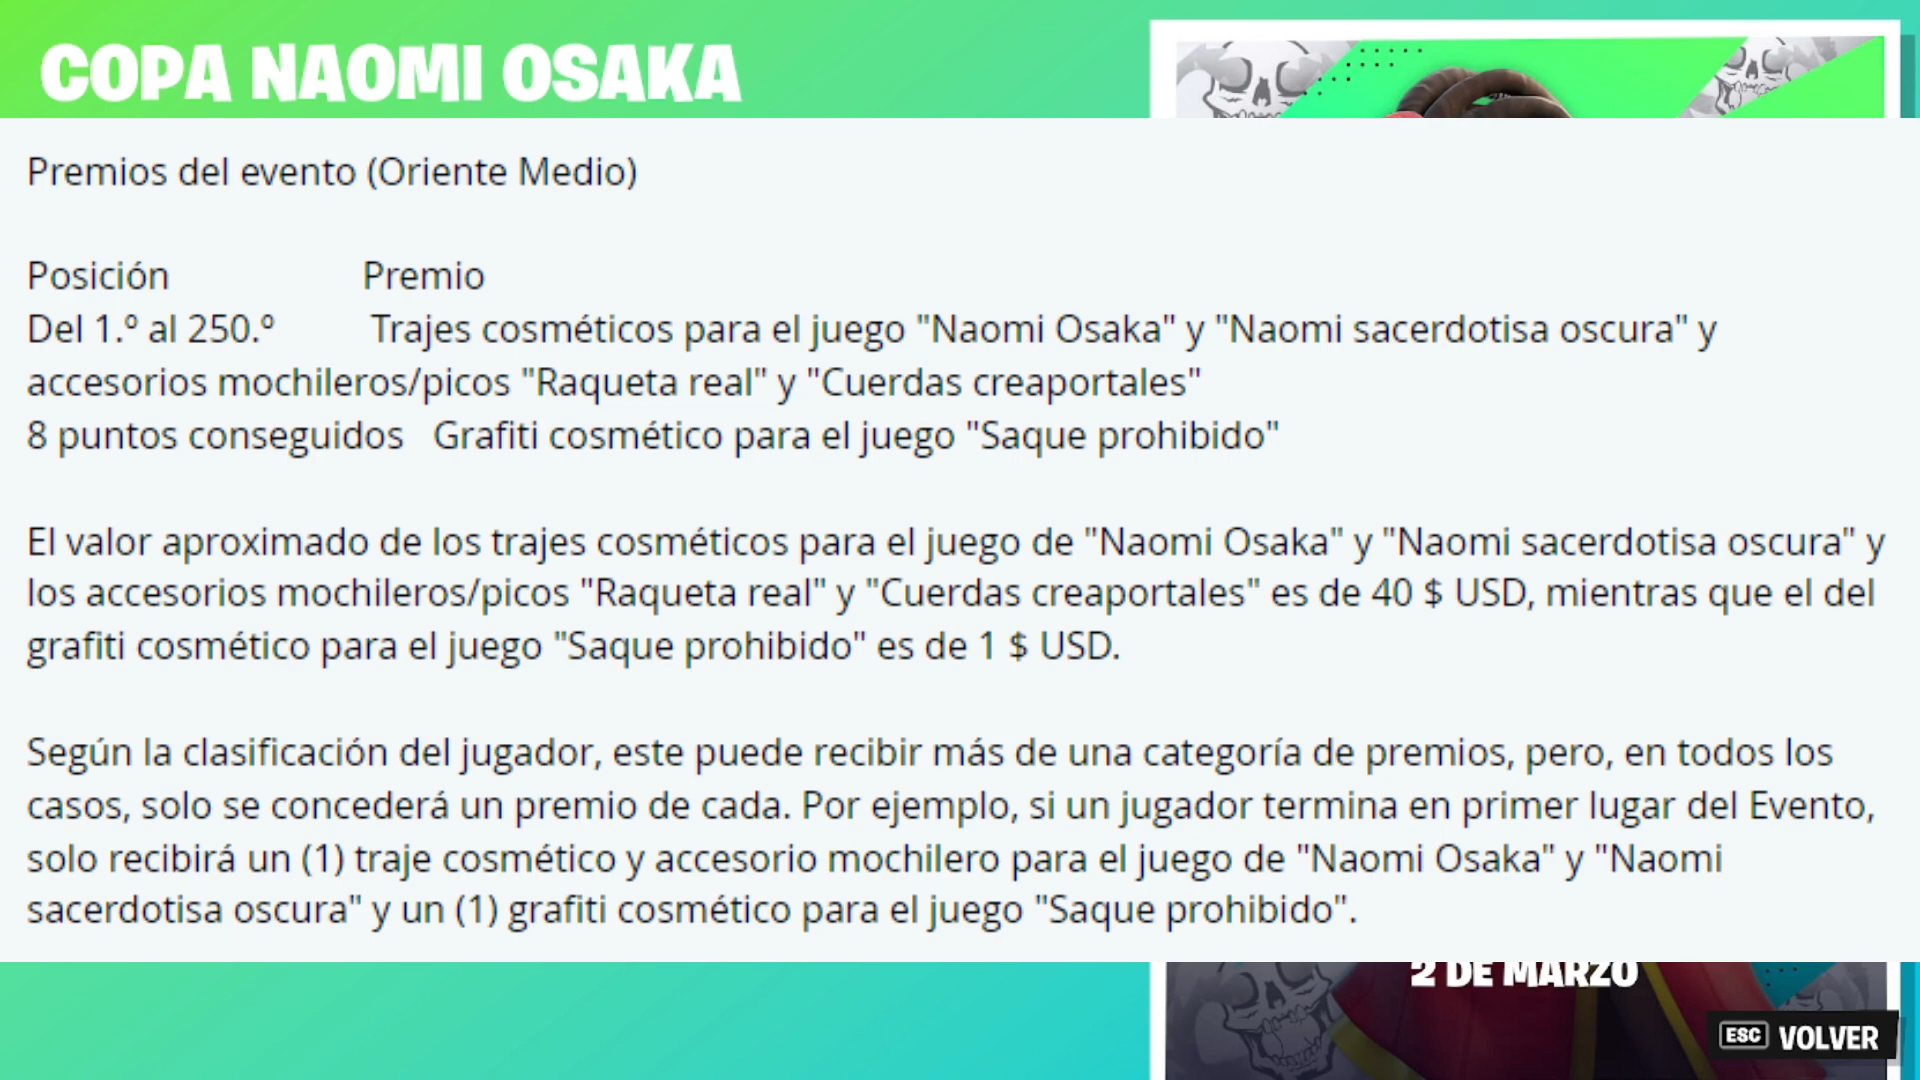 COPA NAOMI OSAKA
Premios del evento (Oriente Medio)
Posición Premio
Del 1.º al 250.º Trajes cosméticos para el juego "Naomi Osaka" y "Naomi sacerdotisa oscura" y
accesorios mochileros/picos "Raqueta real" y "Cuerdas creaportales"
8 puntos conseguidos Grafiti cosmético para el juego "Saque prohibido"
El valor aproximado de los trajes cosméticos para el juego de "Naomi Osaka" y "Naomi sacerdotisa oscura" y
los accesorios mochileros/picos "Raqueta real" y "Cuerdas creaportales" es de 40 $ USD, mientras que el del
grafiti cosmético para el juego "Saque prohibido" es de 1 $ USD.
Según la clasificación del jugador, este puede recibir más de una categoría de premios, pero, en todos los
casos, solo se concederá un premio de cada. Por ejemplo, si un jugador termina en primer lugar del Evento,
solo recibirá un (1) traje cosmético y accesorio mochilero para el juego de "Naomi Osaka" y "Naomi
sacerdotisa oscura" y un (1) grafiti cosmético para el juego "Saque prohibido".
2 DE MARZO
ESC VOLVER